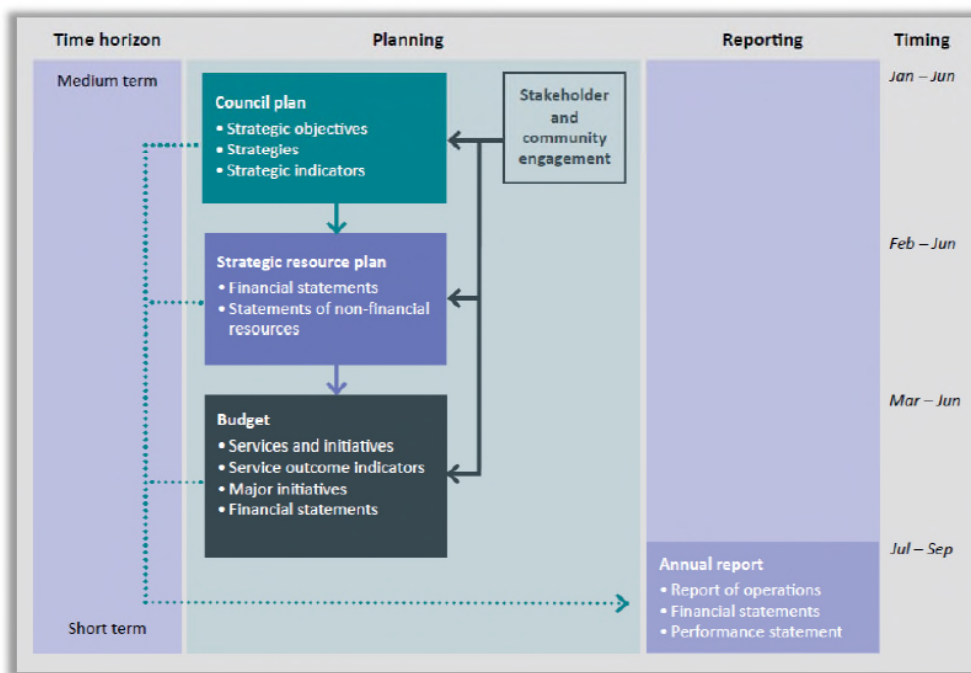 Time horizon
Planning
Reporting
Timing
Medium term
Council plan
• Strategic objectives
• Strategies
• Strategic indicators
Stakeholder
and
community
engagement
Jan – Jun
Strategic resource plan
• Financial statements
• Statements of non-financial
resources
Feb – Jun
Budget
• Services and initiatives
• Service outcome indicators
• Major initiatives
• Financial statements
Mar – Jun
Annual report
• Report of operations
• Financial statements
• Performance statement
Jul – Sep
Short term